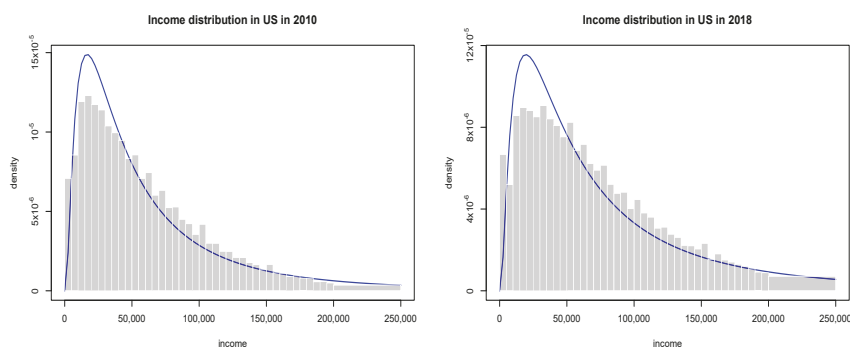 Income distribution in US in 2010
density
15x10⁻⁶
10⁻⁵
5x10⁻⁶
0
0 50,000 100,000 150,000 200,000 250,000
income
Income distribution in US in 2018
density
12x10⁻⁶
8x10⁻⁶
4x10⁻⁶
0
0 50,000 100,000 150,000 200,000 250,000
income